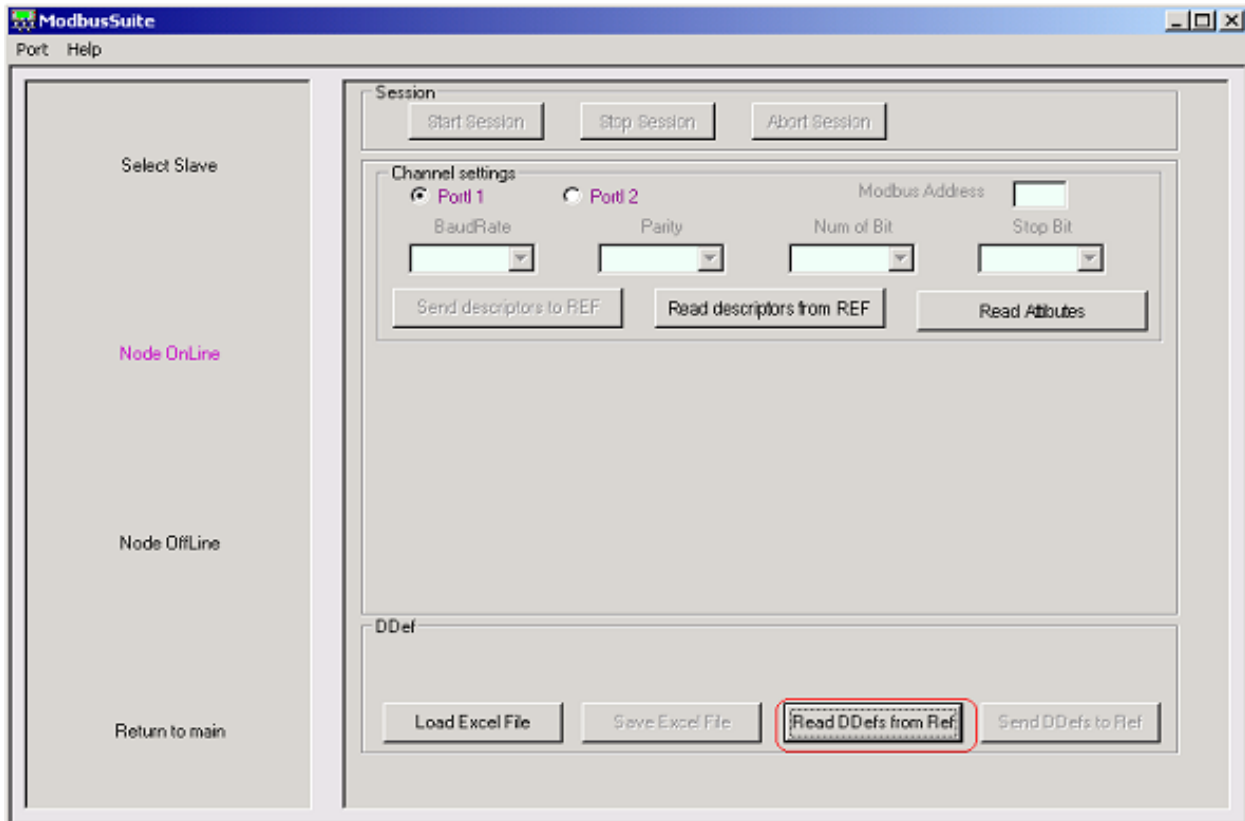 ModbusSuite
Port Help
Session
Start Session Stop Session Abort Session
Select Slave
Channel settings
Portl 1 Portl 2 Modbus Address
BaudRate Parity Num of Bit Stop Bit
Send descriptors to REF Read descriptors from REF Read Attibutes
Node OnLine
Node OffLine
DDef
Load Excel File Save Excel File Read DDefs from Ref Send DDefs to Ref
Return to main